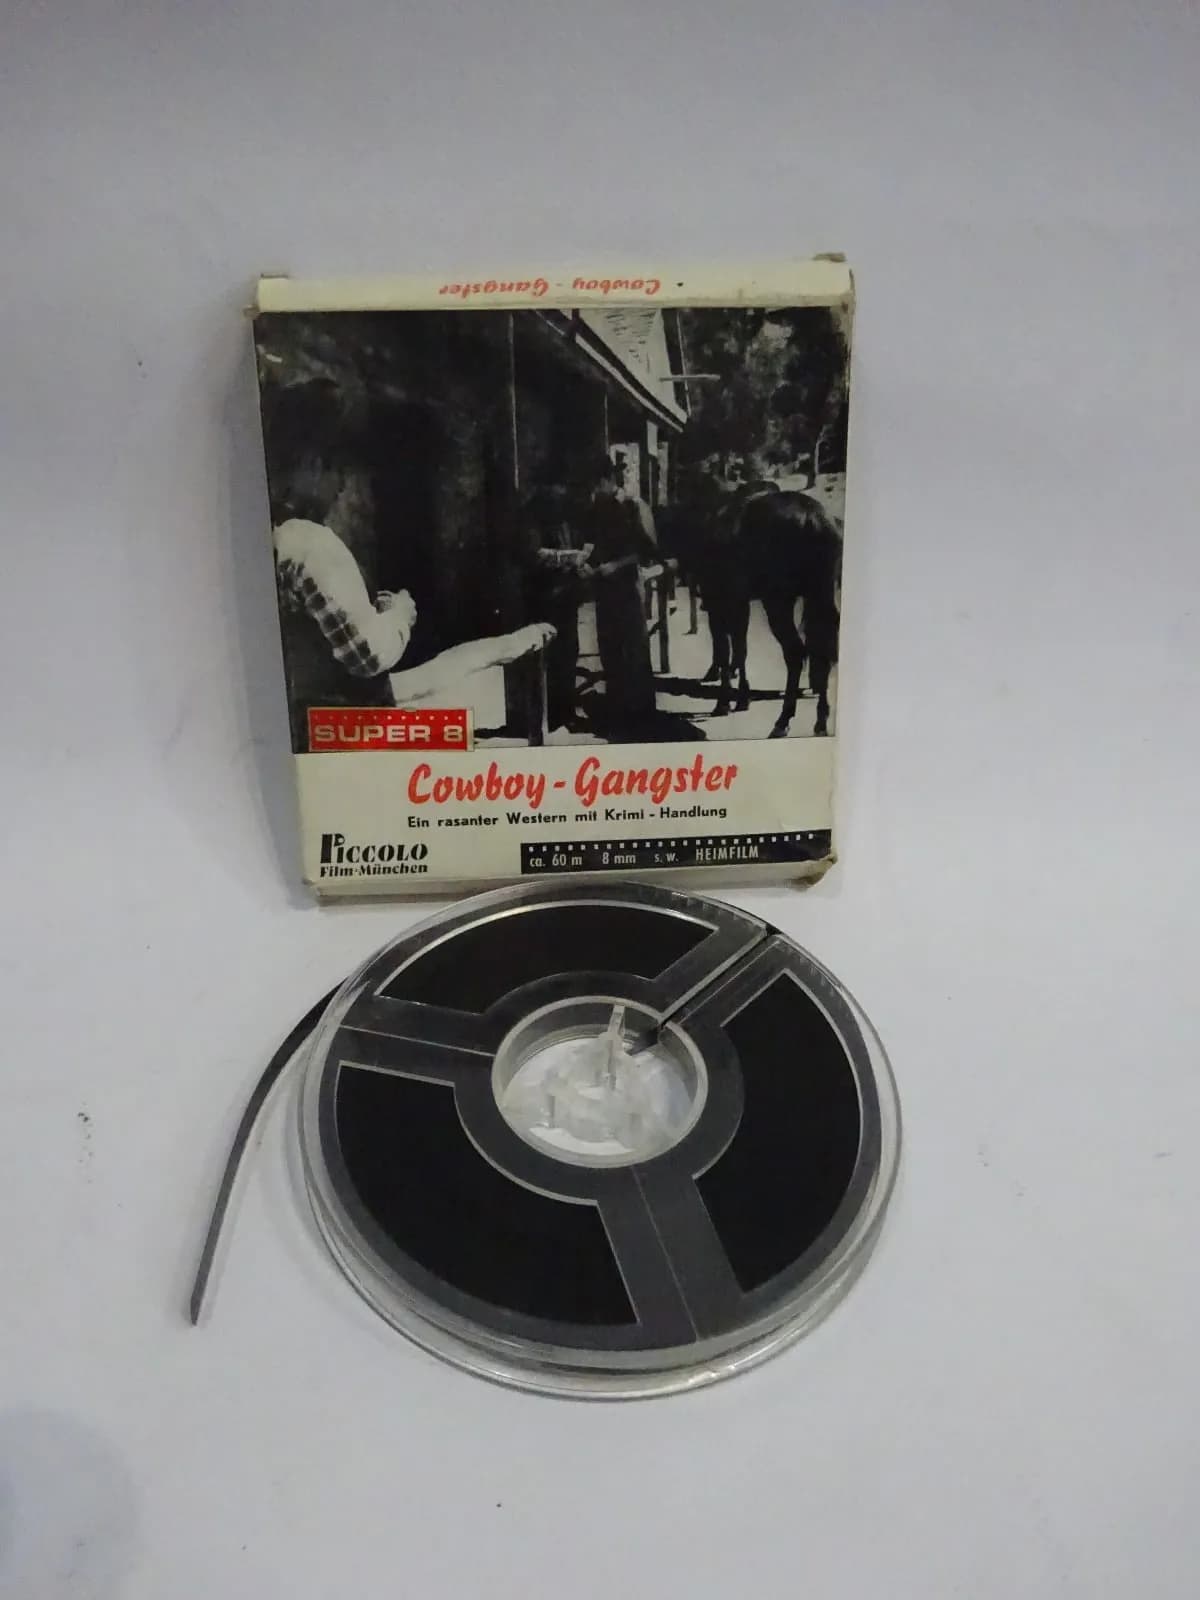 Cowboy - Gangster
SUPER 8
Cowboy - Gangster
Ein rasanter Western mit Krimi - Handlung
PICCOLO
Film-München
ca. 60 m 8 mm s. w. HEIMFILM